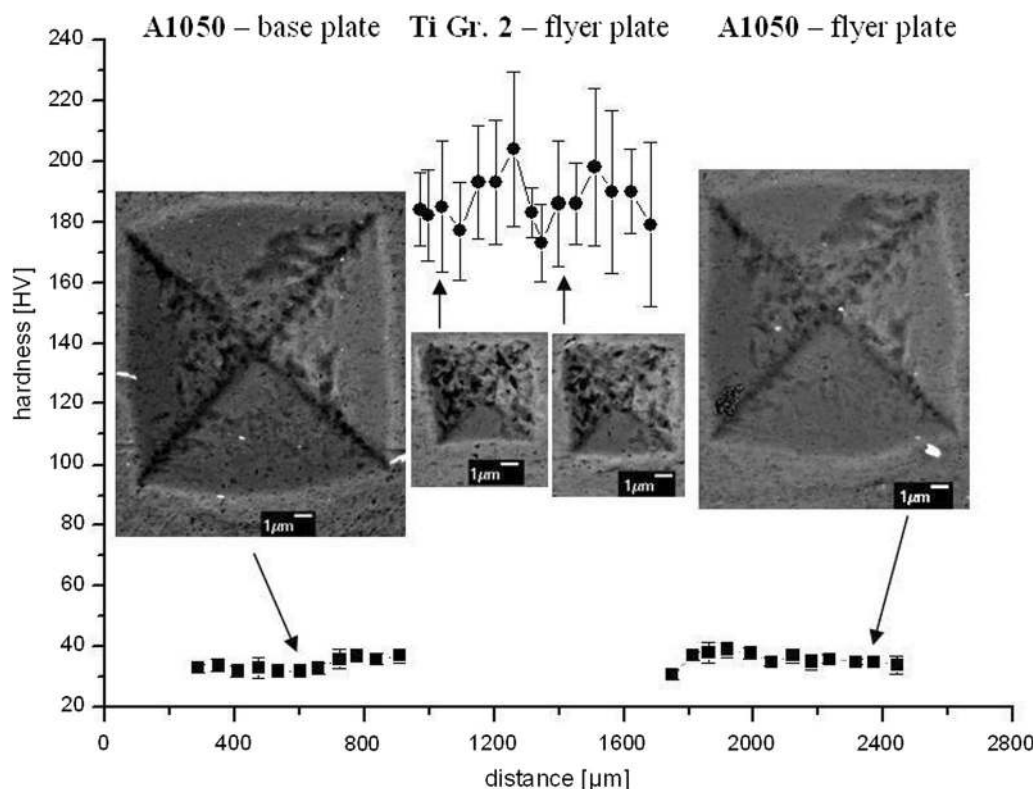 A1050 – base plate Ti Gr. 2 – flyer plate A1050 – flyer plate
240
220
200
180
160
140
120
100
80
60
40
20
hardness [HV]
1µm
1µm
1µm
1µm
0 400 800 1200 1600 2000 2400 2800
distance [µm]